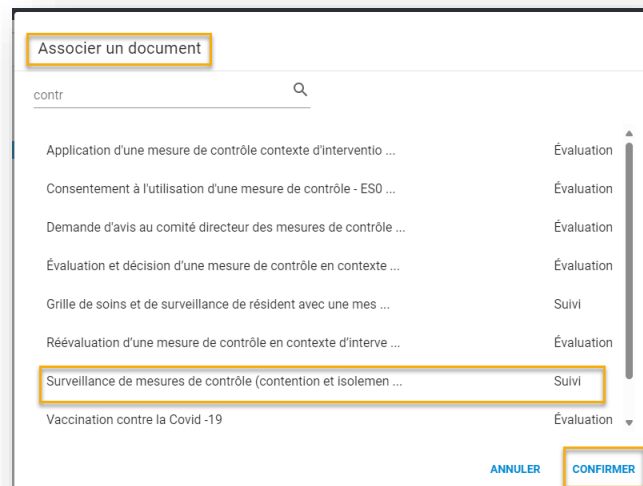 Associer un document
contr
Application d'une mesure de contrôle contexte d'interventio ... Évaluation
Consentement à l'utilisation d'une mesure de contrôle - ES0 ... Évaluation
Demande d'avis au comité directeur des mesures de contrôle ... Évaluation
Évaluation et décision d'une mesure de contrôle en contexte ... Évaluation
Grille de soins et de surveillance de résident avec une mes ... Suivi
Réévaluation d'une mesure de contrôle en contexte d'interve ... Évaluation
Surveillance de mesures de contrôle (contention et isolemen ... Suivi
Vaccination contre la Covid -19 Évaluation
ANNULER CONFIRMER